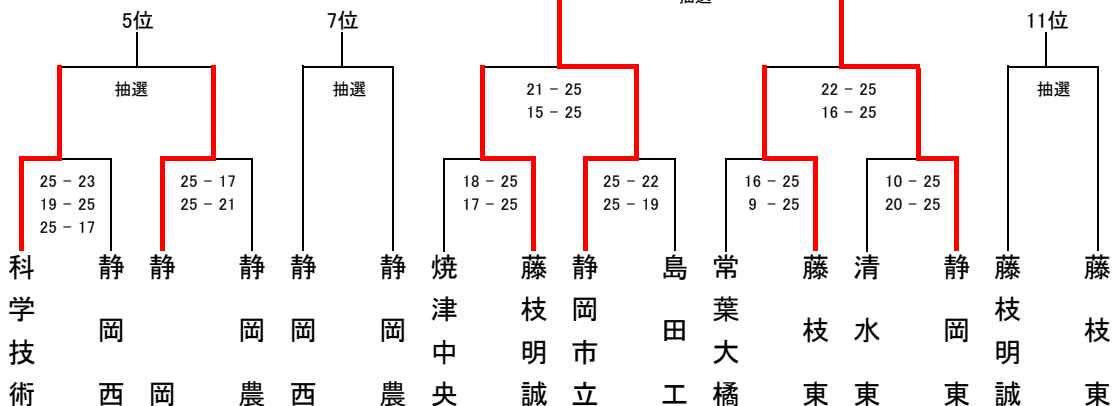 抽選
5位
7位
11位
抽選
抽選
21 - 25
15 - 25
22 - 25
16 - 25
抽選
25 - 23
19 - 25
25 - 17
25 - 17
25 - 21
18 - 25
17 - 25
25 - 22
25 - 19
16 - 25
9 - 25
10 - 25
20 - 25
科学技術
静岡西
静岡
静岡農
静岡西
静岡農
焼津中央
藤枝明誠
静岡市立
島田工
常葉大橘
藤枝東
清水東
静岡東
藤枝明誠
藤枝東